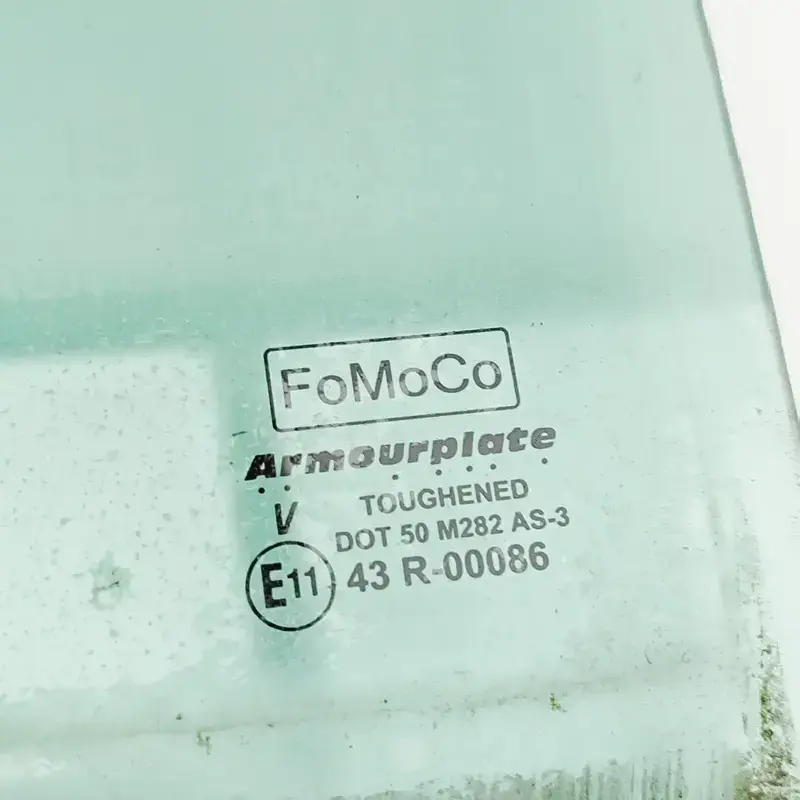 FoMoCo
Armourplate
V TOUGHENED
DOT 50 M282 AS-3
E11 43 R-00086